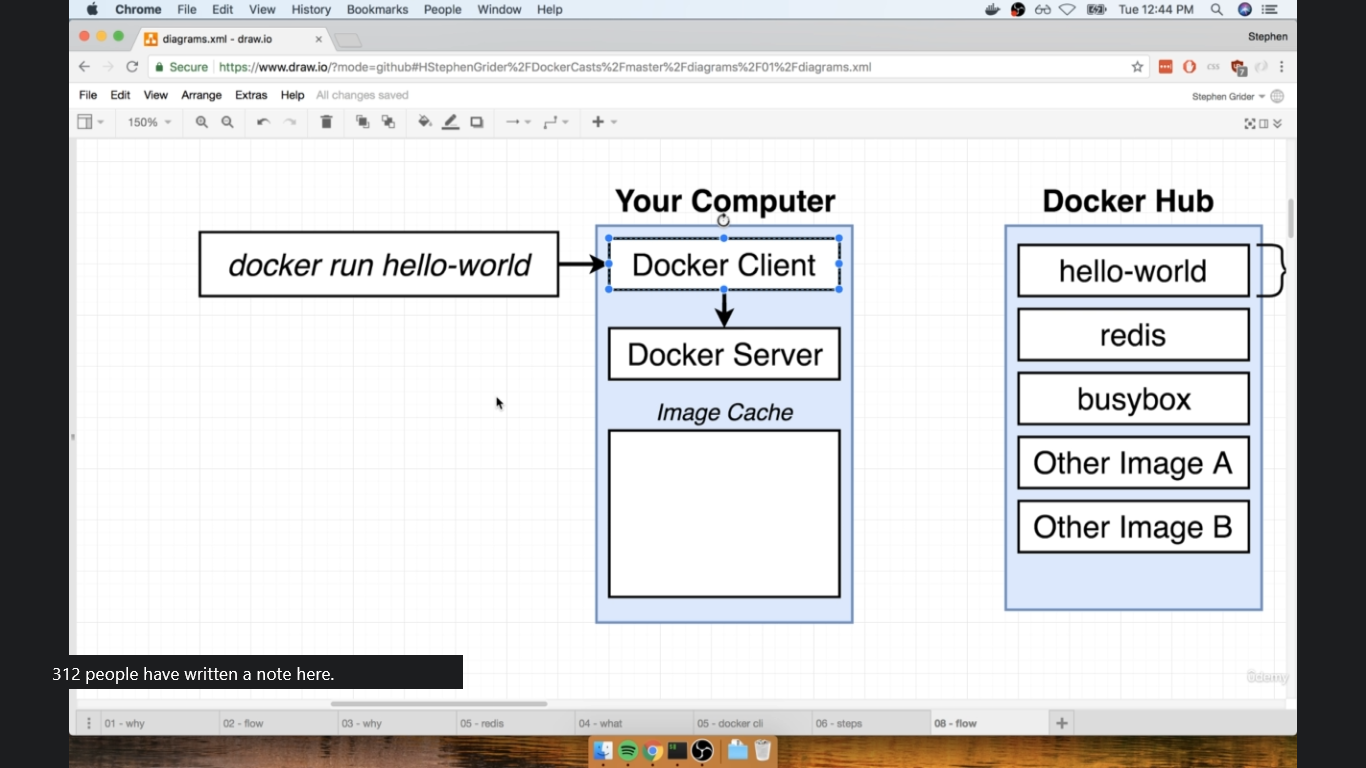 Chrome File Edit View History Bookmarks People Window Help Tue 12:44 PM
diagrams.xml - draw.io × Stephen
Secure https://www.draw.io/?mode=github#HStephenGrider%2FDockerCasts%2Fmaster%2Fdiagrams%2F01%2Fdiagrams.xml
File Edit View Arrange Extras Help All changes saved Stephen Grider
150%
Your Computer Docker Hub
docker run hello-world Docker Client hello-world
redis
Docker Server
busybox
Image Cache
Other Image A
Other Image B
312 people have written a note here.
ûdemy
01 - why 02 - flow 03 - why 05 - redis 04 - what 05 - docker cli 06 - steps 08 - flow